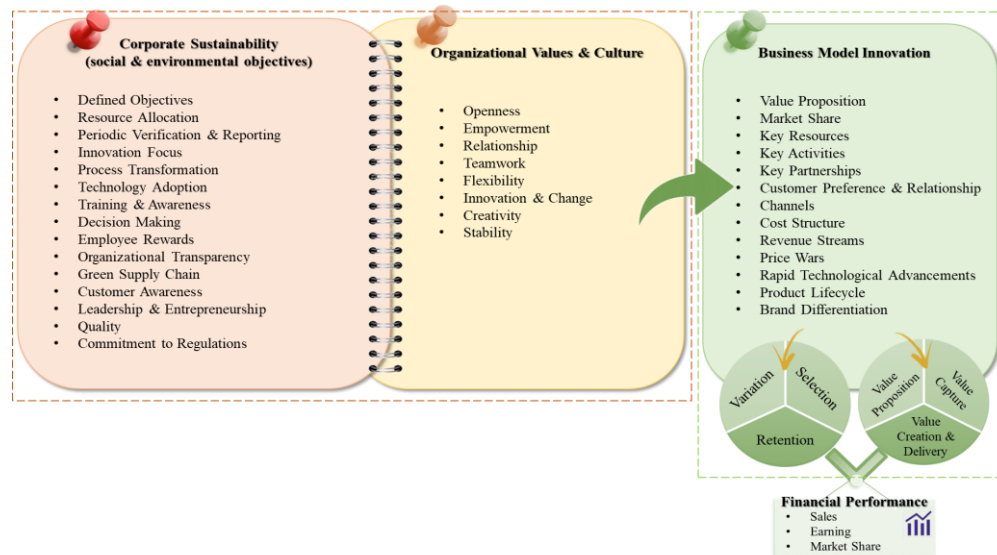 Corporate Sustainability
(social & environmental objectives)
• Defined Objectives
• Resource Allocation
• Periodic Verification & Reporting
• Innovation Focus
• Process Transformation
• Technology Adoption
• Training & Awareness
• Decision Making
• Employee Rewards
• Organizational Transparency
• Green Supply Chain
• Customer Awareness
• Leadership & Entrepreneurship
• Quality
• Commitment to Regulations
Organizational Values & Culture
• Openness
• Empowerment
• Relationship
• Teamwork
• Flexibility
• Innovation & Change
• Creativity
• Stability
Business Model Innovation
• Value Proposition
• Market Share
• Key Resources
• Key Activities
• Key Partnerships
• Customer Preference & Relationship
• Channels
• Cost Structure
• Revenue Streams
• Price Wars
• Rapid Technological Advancements
• Product Lifecycle
• Brand Differentiation
Variation
Selection
Retention
Value
Proposition
Value
Capture
Value
Creation &
Delivery
Financial Performance
• Sales
• Earning
• Market Share